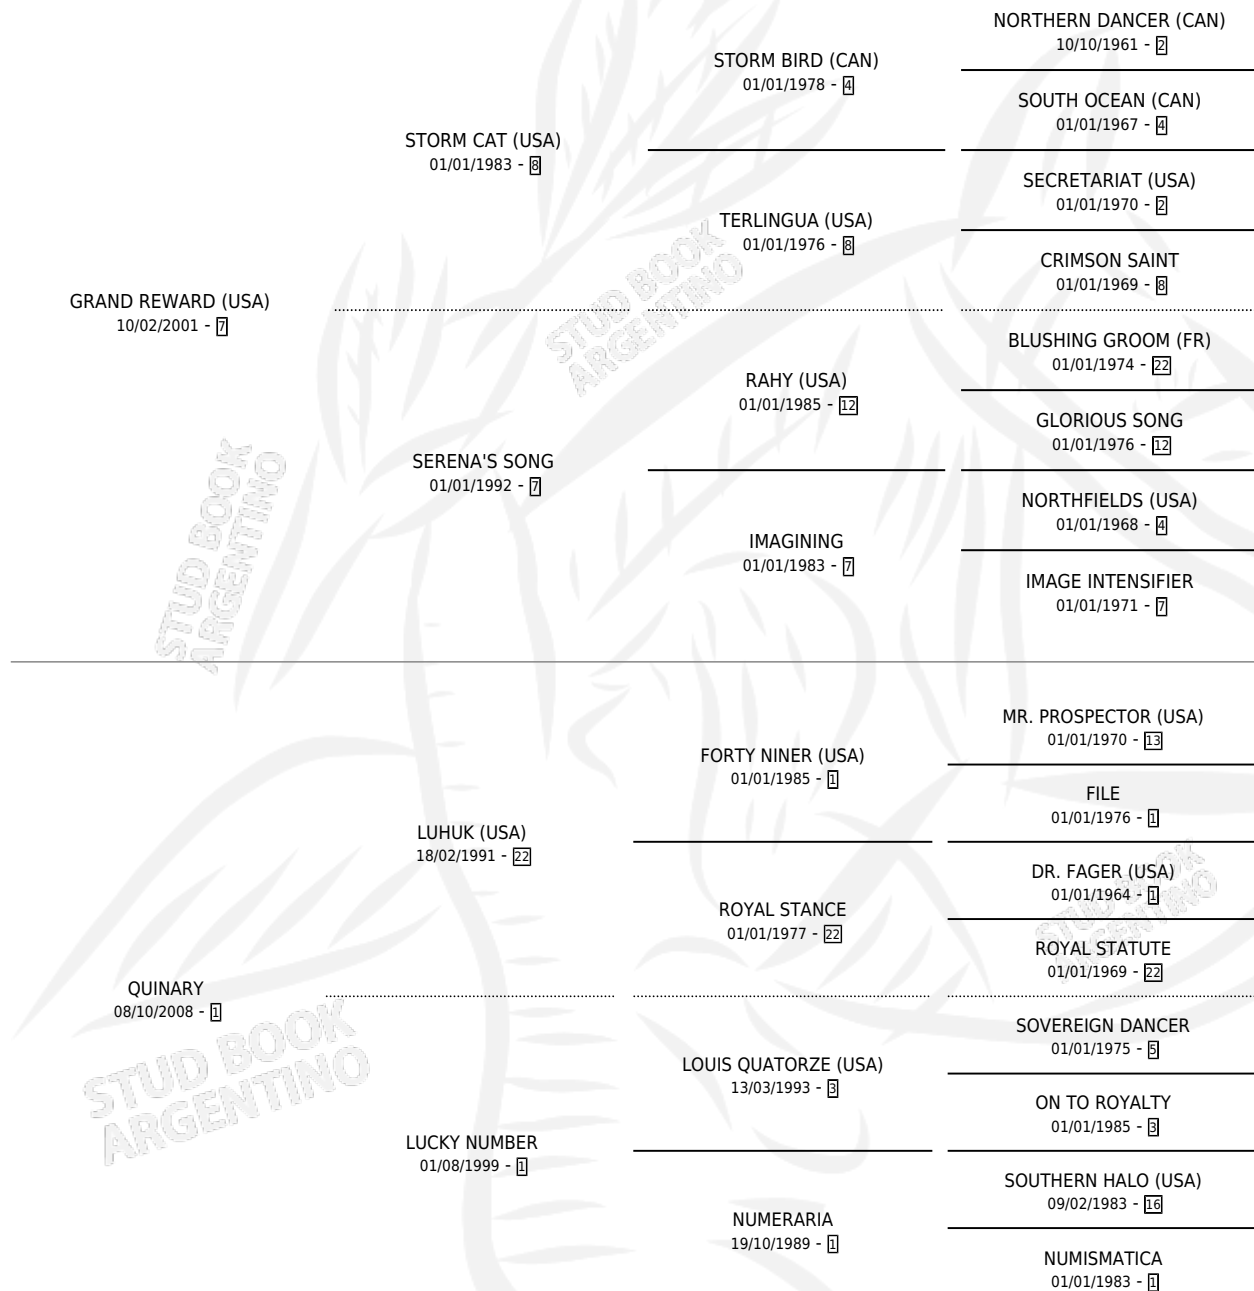 NORTHERN DANCER (CAN)
10/10/1961 - 2
STORM BIRD (CAN)
01/01/1978 - 4
SOUTH OCEAN (CAN)
01/01/1967 - 4
STORM CAT (USA)
01/01/1983 - 8
SECRETARIAT (USA)
01/01/1970 - 2
TERLINGUA (USA)
01/01/1976 - 8
CRIMSON SAINT
01/01/1969 - 8
GRAND REWARD (USA)
10/02/2001 - 7
BLUSHING GROOM (FR)
01/01/1974 - 22
RAHY (USA)
01/01/1985 - 12
GLORIOUS SONG
01/01/1976 - 12
SERENA'S SONG
01/01/1992 - 7
NORTHFIELDS (USA)
01/01/1968 - 4
IMAGINING
01/01/1983 - 7
IMAGE INTENSIFIER
01/01/1971 - 7
MR. PROSPECTOR (USA)
01/01/1970 - 13
FORTY NINER (USA)
01/01/1985 - 1
FILE
01/01/1976 - 1
LUHUK (USA)
18/02/1991 - 22
DR. FAGER (USA)
01/01/1964 - 1
ROYAL STANCE
01/01/1977 - 22
ROYAL STATUTE
01/01/1969 - 22
QUINARY
08/10/2008 - 1
SOVEREIGN DANCER
01/01/1975 - 5
LOUIS QUATORZE (USA)
13/03/1993 - 3
ON TO ROYALTY
01/01/1985 - 3
LUCKY NUMBER
01/08/1999 - 1
SOUTHERN HALO (USA)
09/02/1983 - 16
NUMERARIA
19/10/1989 - 1
NUMISMATICA
01/01/1983 - 1
STUD BOOK
ARGENTINO
STUD BOOK
ARGENTINO
STUD BOOK
ARGENTINO
STUD BOOK
ARGENTINO